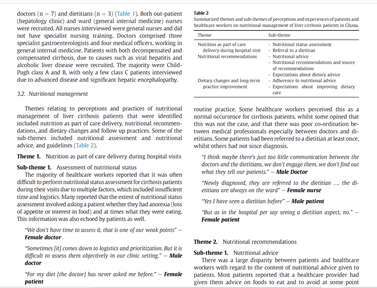 doctors (n = 7) and dietitians (n = 3) (Table 1). Both out-patient
(hepatology clinic) and ward (general internal medicine) nurses
were recruited. All nurses interviewed were general nurses and did
not have specialist nursing training. Doctors comprised three
specialist gastroenterologists and four medical officers, working in
general internal medicine. Patients with both decompensated and
compensated cirrhosis, due to causes such as viral hepatitis and
alcoholic liver disease were recruited. The majority were Child-
Pugh class A and B, with only a few class C patients interviewed
due to advanced disease and significant hepatic encephalopathy.
3.2. Nutritional management
Themes relating to perceptions and practices of nutritional
management of liver cirrhosis patients that were identified
included nutrition as part of care delivery, nutrition recommen-
dations, and dietary changes and follow up practices. Some of the
sub-themes included nutritional assessment and nutritional
advice, and guidelines (Table 2).
Theme 1. Nutrition as part of care delivery during hospital visits
Sub-theme 1. Assessment of nutritional status
The majority of healthcare workers reported that it was often
difficult to perform nutritional status assessment for cirrhosis patients
during their visits due to multiple factors, which included insufficient
time and logistics. Many reported that the extent of nutritional status
assessment involved asking a patient whether they had anorexia (loss
of appetite or interest in food) and at times what they were eating.
This information was also echoed by patients as well.
"We don't have time to assess it, that is one of our weak points" –
Female doctor
"Sometimes [it] comes down to logistics and prioritization. But it is
difficult to assess them objectively in our clinic setting." – Male
doctor
"For my diet [the doctor] has never asked me before." – Female
patient
Table 2
Summarized themes and sub-themes of perceptions and experiences of patients and
healthcare workers on nutritional management of liver cirrhosis patients in Ghana.
Theme Sub-theme
Nutrition as part of care - Nutritional status assessment
delivery during hospital visit - Referral to a dietitian
Nutritional recommendations - Nutritional advice
- Nutritional recommendations and source
of recommendations
- Expectations about dietary advice
Dietary changes and long-term - Adherence to nutritional advice
practice improvement - Expectations about improving dietary
care
routine practice. Some healthcare workers perceived this as a
normal occurrence for cirrhosis patients, whilst some opined that
this was not the case, and that there was poor co-ordination be-
tween medical professionals especially between doctors and di-
etitians. Some patients had been referred to a dietitian at least once,
whilst others had not since diagnosis.
"I think maybe there's just too little communication between the
doctors and the dietitians, we don't engage them, we don't find out
what they tell our patients." – Male Doctor
"Newly diagnosed, they are referred to the dietitian ..., the di-
etitians are always on the ward" – Female nurse
"Yes I have seen a dietitian before" – Male patient
"But as in the hospital per say seeing a dietitian aspect, no." –
Female patient
Theme 2. Nutritional recommendations
Sub-theme 1. Nutritional advice
There was a large disparity between patients and healthcare
workers with regard to the content of nutritional advice given to
patients. Most patients reported that a healthcare provider had
given them advice on foods to eat and to avoid at some point